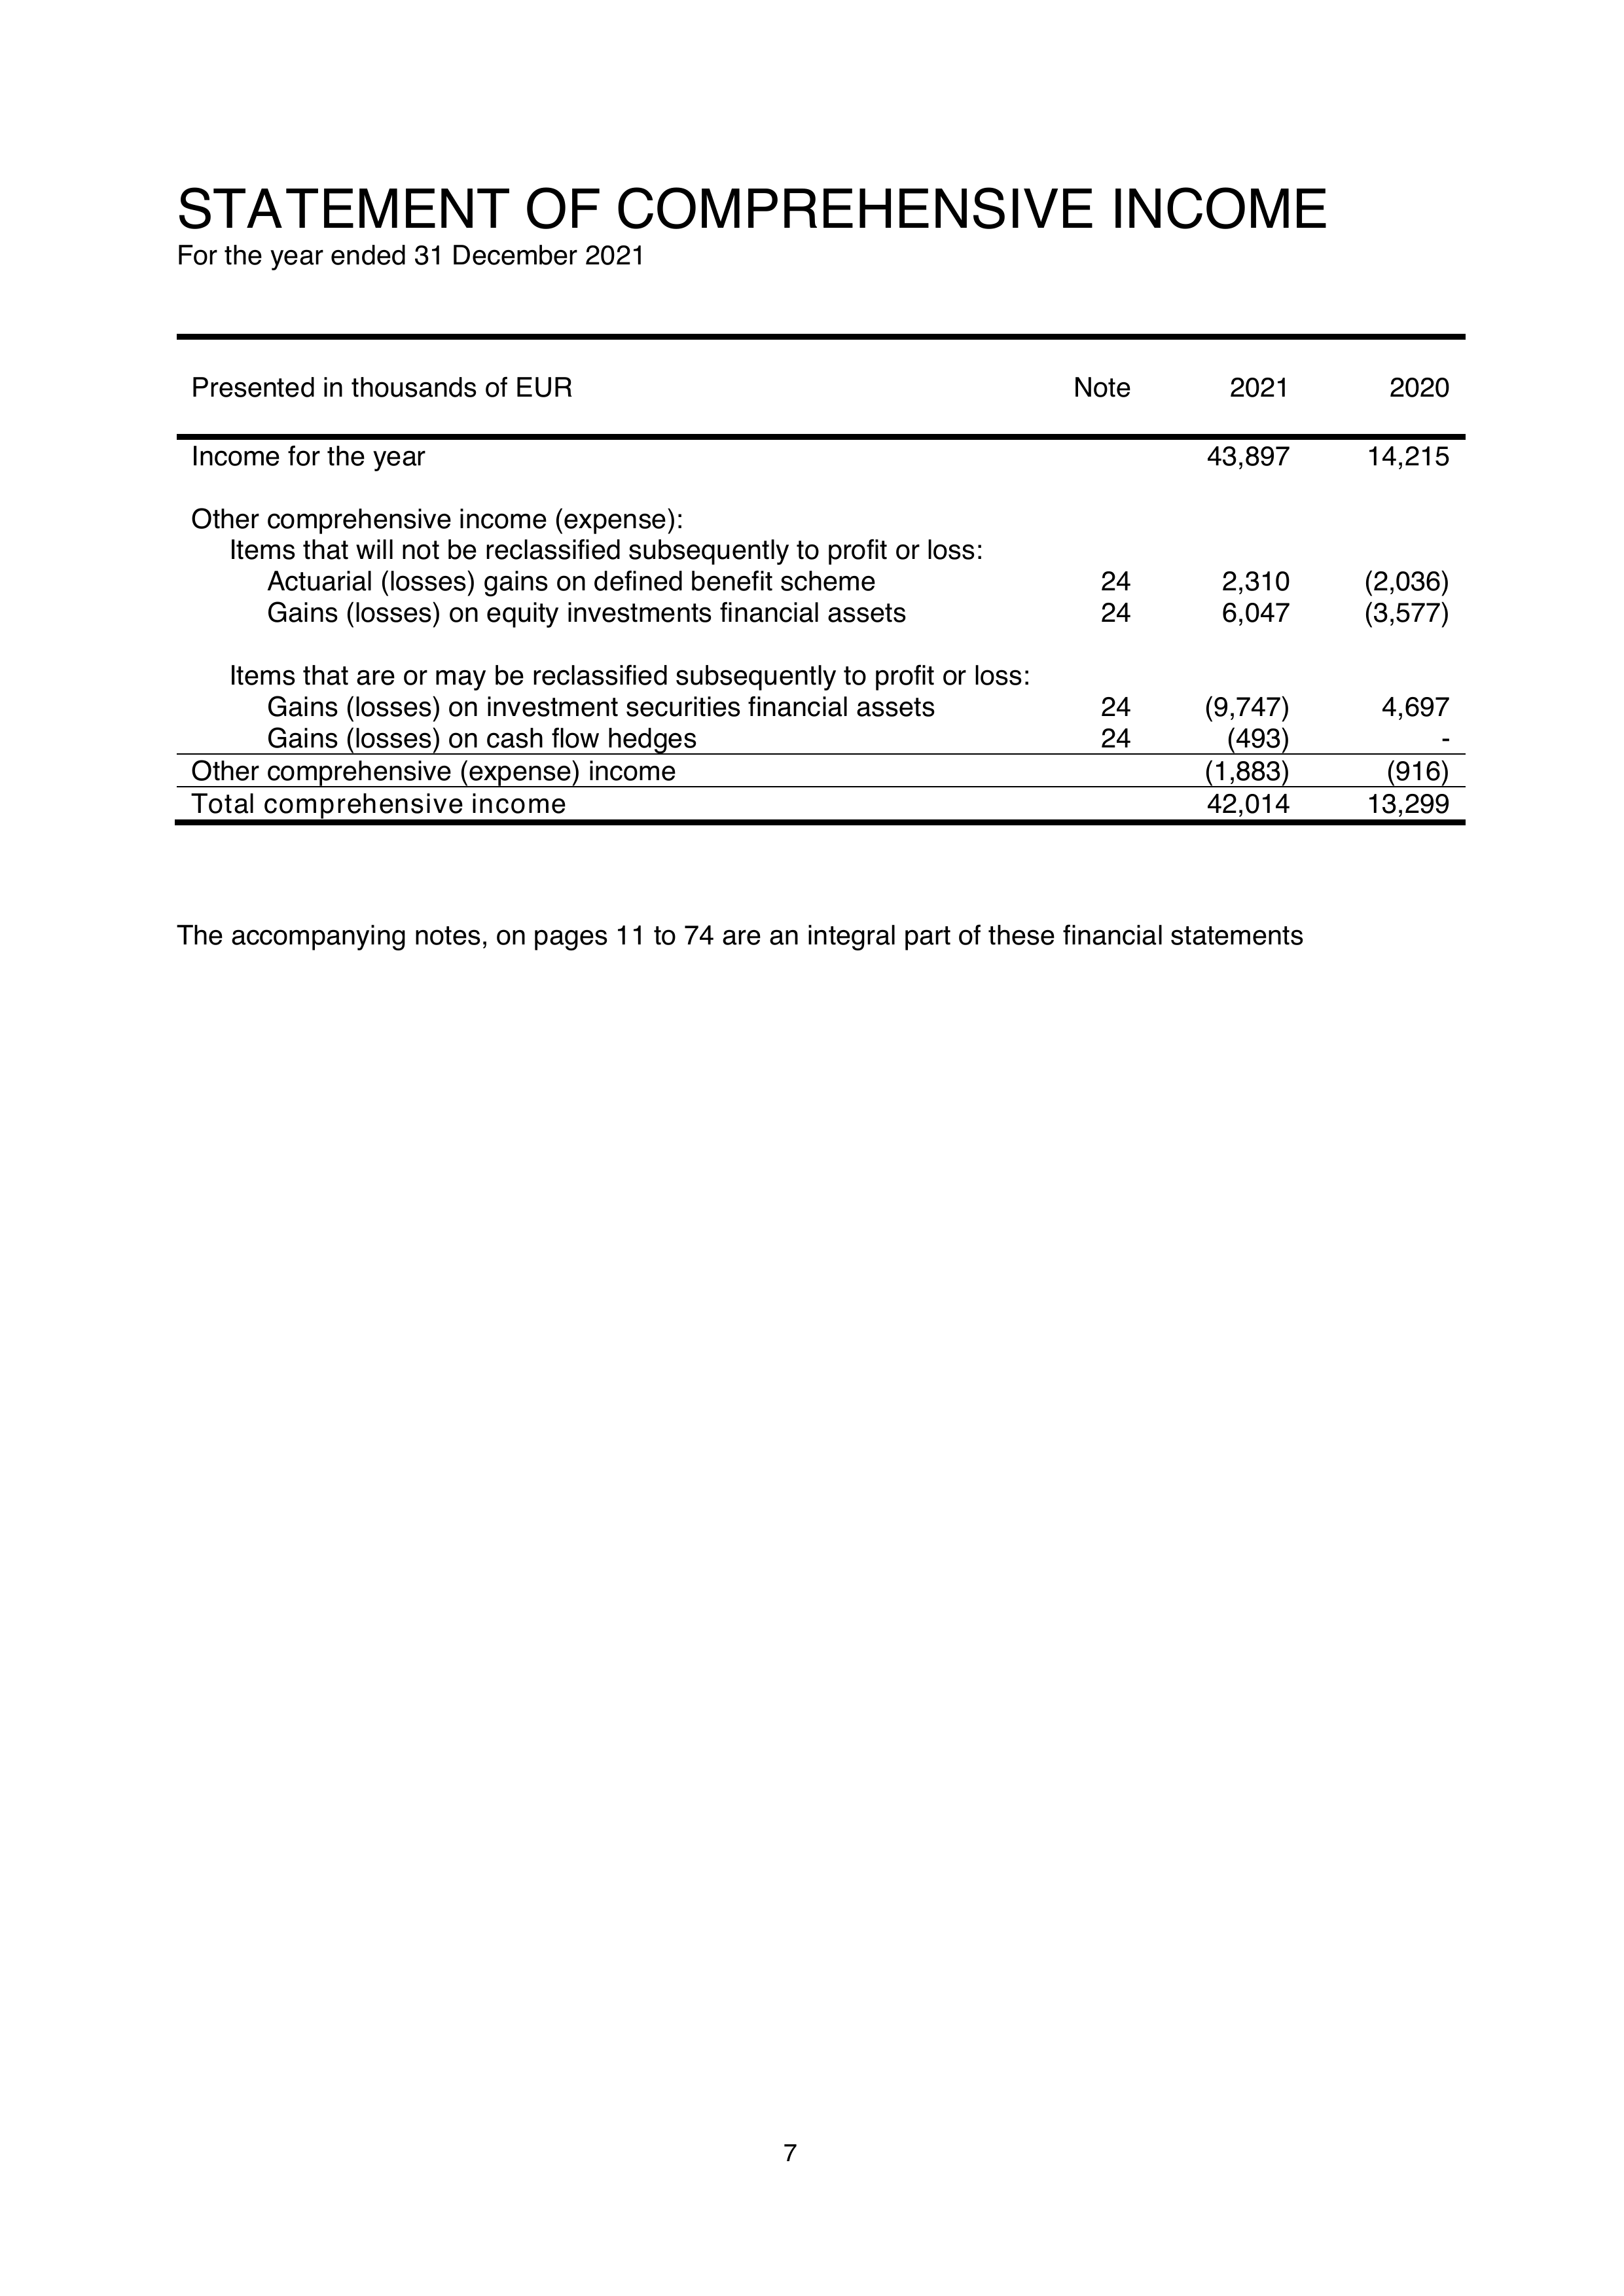 STATEMENT OF COMPREHENSIVE INCOME
For the year ended 31 December 2021
Presented in thousands of EUR Note 2021 2020
Income for the year 43,897 14,215
Other comprehensive income (expense):
Items that will not be reclassified subsequently to profit or loss:
Actuarial (losses) gains on defined benefit scheme 24 2,310 (2,036)
Gains (losses) on equity investments financial assets 24 6,047 (3,577)
Items that are or may be reclassified subsequently to profit or loss:
Gains (losses) on investment securities financial assets 24 (9,747) 4,697
Gains (losses) on cash flow hedges 24 (493) -
Other comprehensive (expense) income (1,883) (916)
Total comprehensive income 42,014 13,299
The accompanying notes, on pages 11 to 74 are an integral part of these financial statements
7